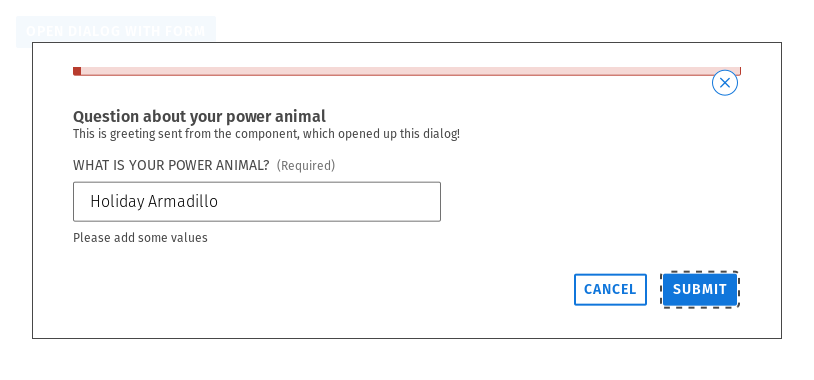 OPEN DIALOG WITH FORM
Question about your power animal
This is greeting sent from the component, which opened up this dialog!
WHAT IS YOUR POWER ANIMAL? (Required)
Holiday Armadillo
Please add some values
CANCEL SUBMIT